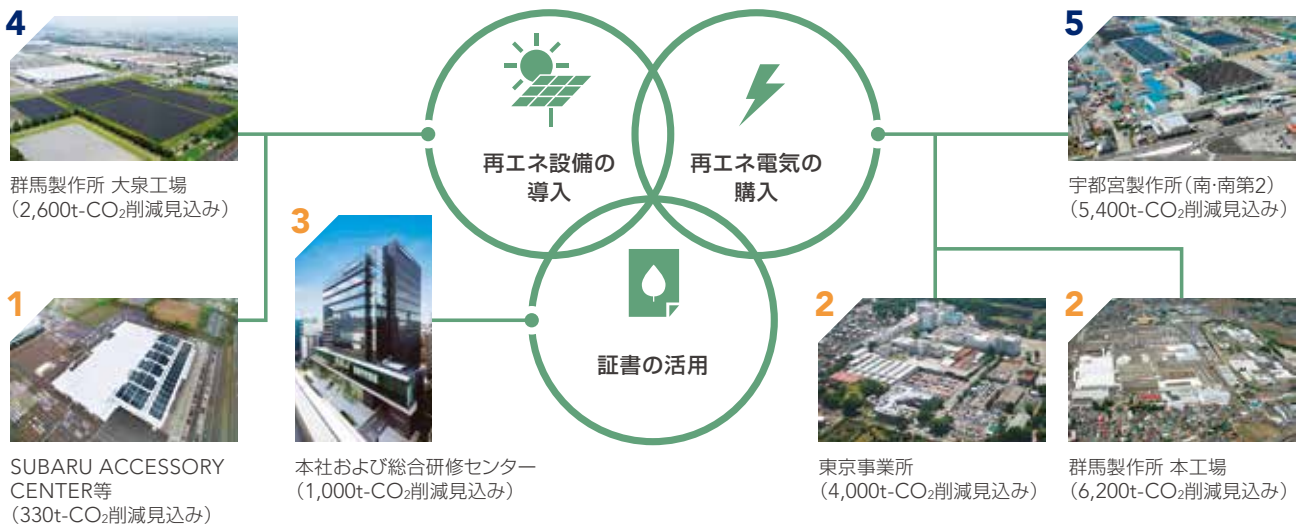 4
群馬製作所 大泉工場
（2,600t-CO₂削減見込み）
1
SUBARU ACCESSORY
CENTER等
（330t-CO₂削減見込み）
3
本社および総合研修センター
（1,000t-CO₂削減見込み）
再エネ設備の
導入
再エネ電気の
購入
証書の活用
5
宇都宮製作所（南・南第2）
（5,400t-CO₂削減見込み）
2
東京事業所
（4,000t-CO₂削減見込み）
2
群馬製作所 本工場
（6,200t-CO₂削減見込み）